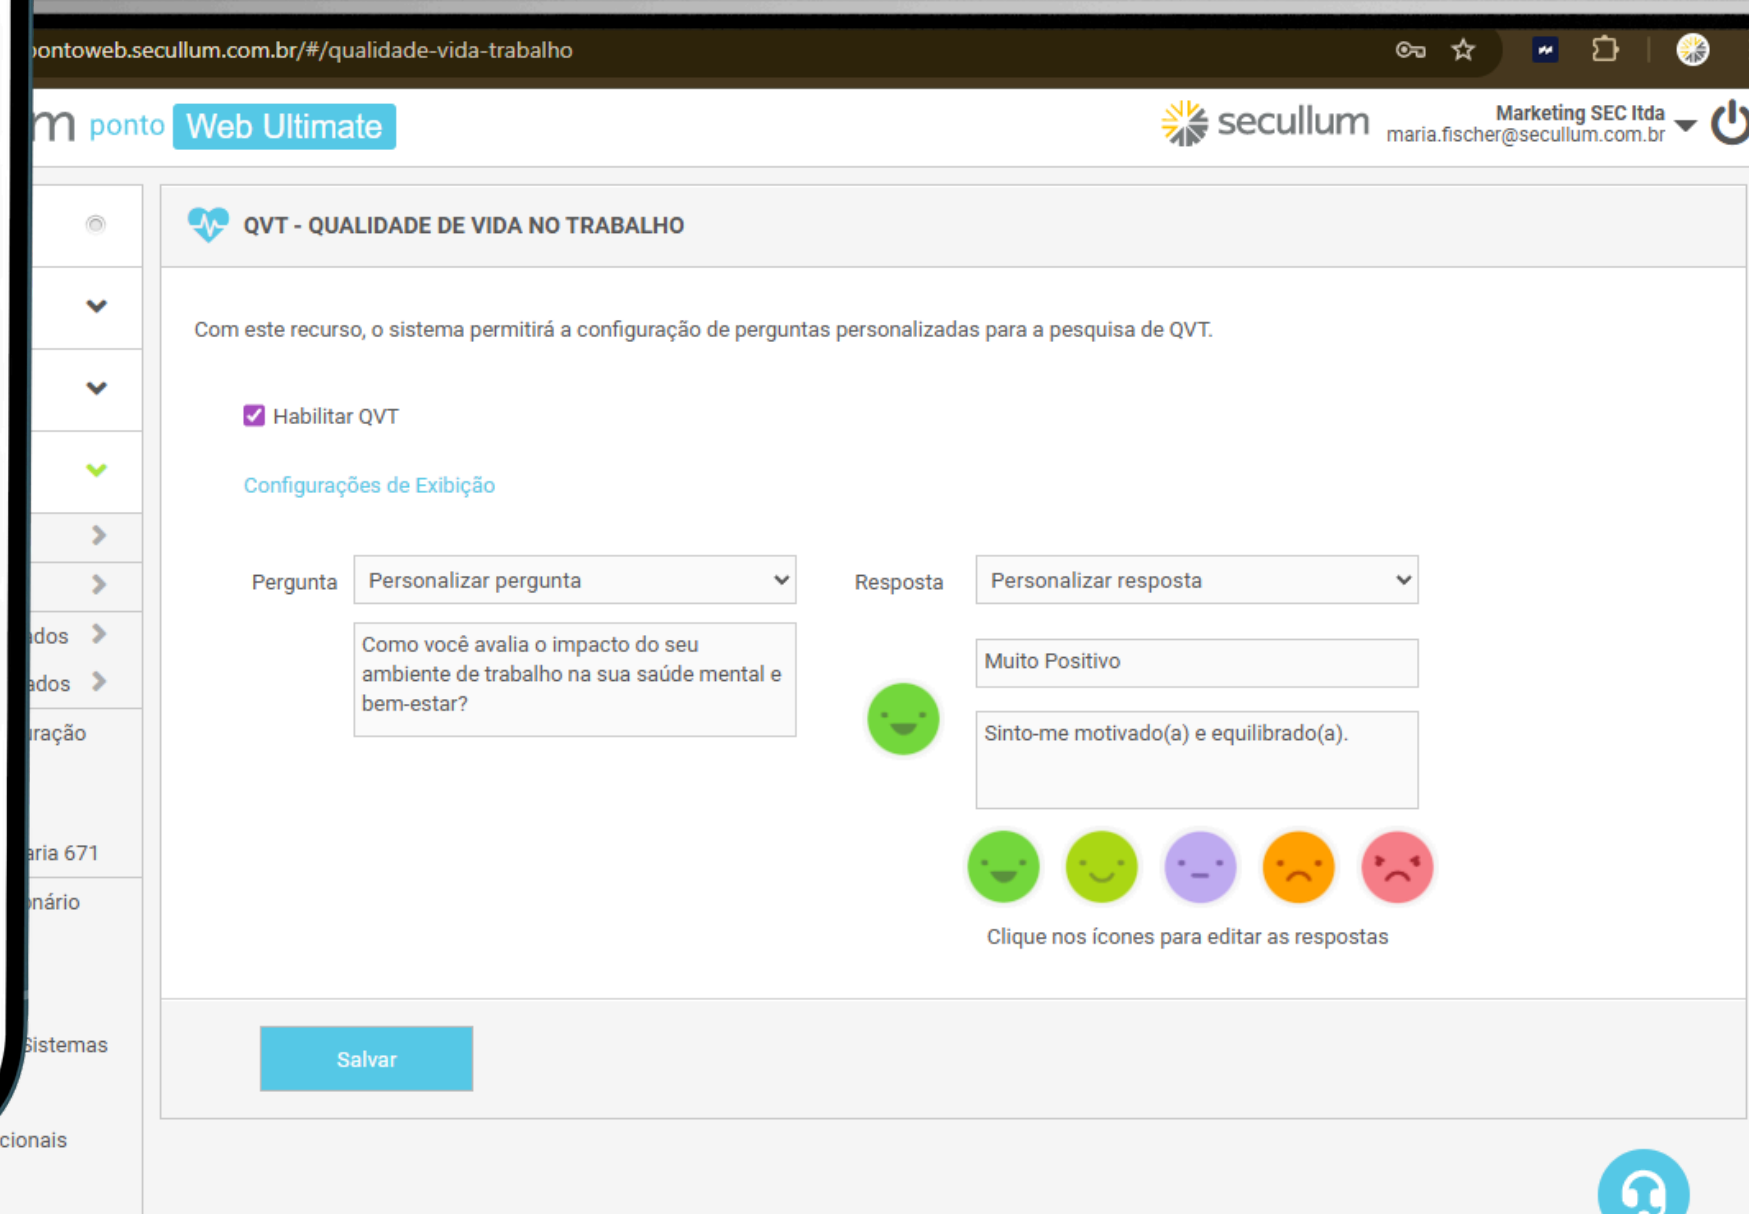 pontoweb.secullum.com.br/#/qualidade-vida-trabalho
ponto Web Ultimate
secullum
Marketing SEC ltda
maria.fischer@secullum.com.br
QVT - QUALIDADE DE VIDA NO TRABALHO
Com este recurso, o sistema permitirá a configuração de perguntas personalizadas para a pesquisa de QVT.
Habilitar QVT
Configurações de Exibição
Pergunta
Personalizar pergunta
Como você avalia o impacto do seu
ambiente de trabalho na sua saúde mental e
bem-estar?
Resposta
Personalizar resposta
Muito Positivo
Sinto-me motivado(a) e equilibrado(a).
Clique nos ícones para editar as respostas
Salvar
ados
ados
ração
aria 671
nário
Sistemas
cionais